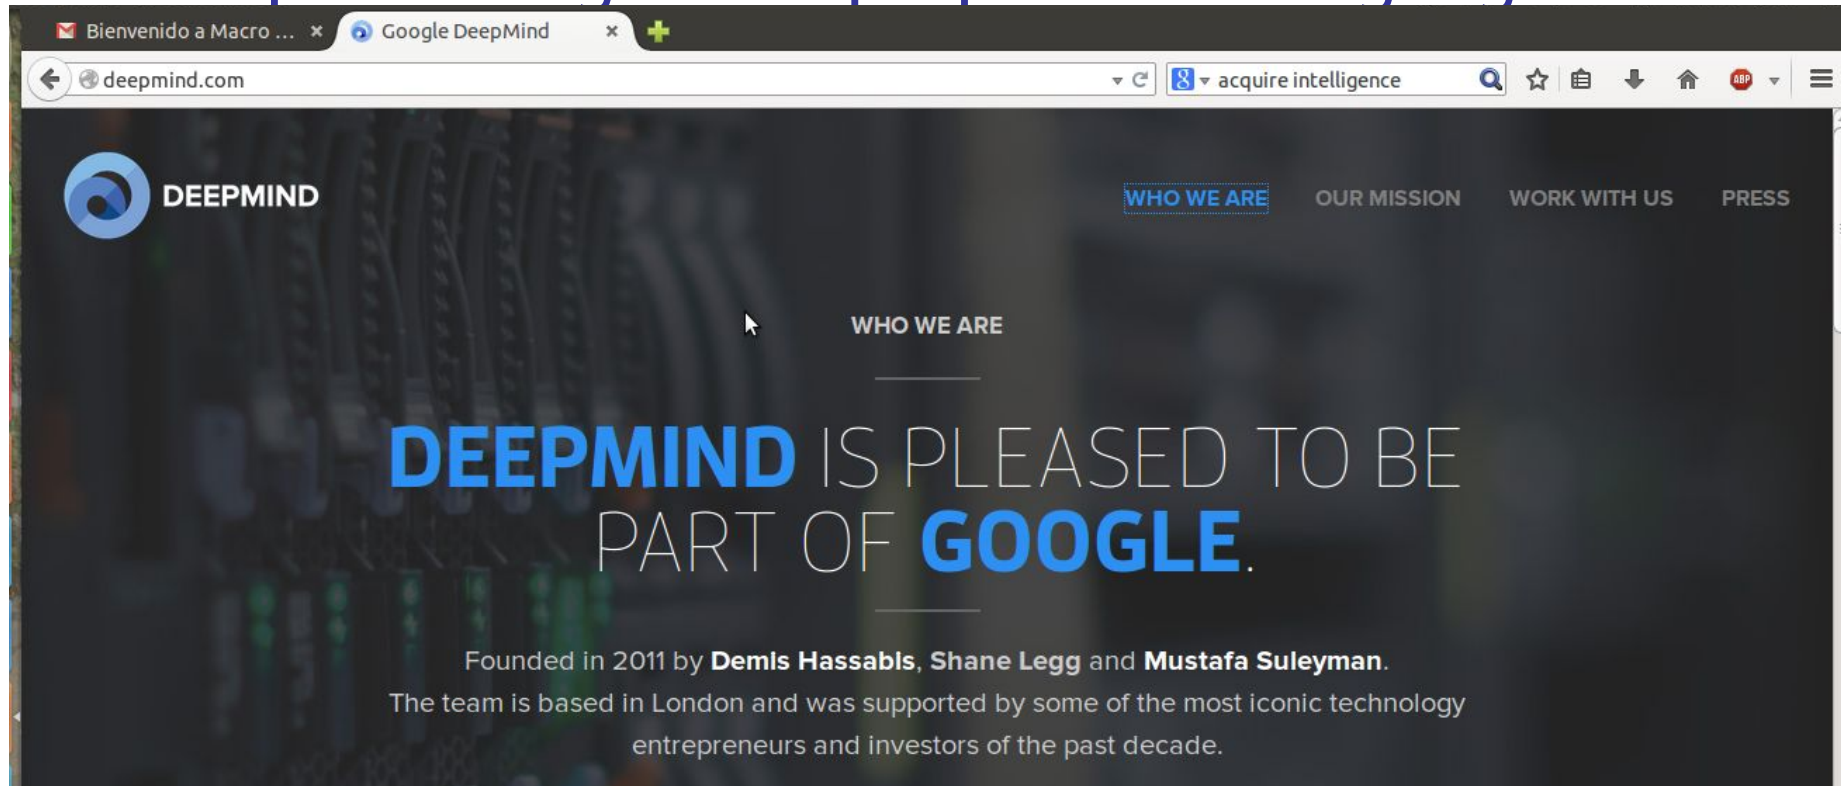 Bienvenido a Macro ...
Google DeepMind
deepmind.com
acquire intelligence
ABP
DEEPMIND
WHO WE ARE
OUR MISSION
WORK WITH US
PRESS
WHO WE ARE
DEEPMIND IS PLEASED TO BE
PART OF GOOGLE.
Founded in 2011 by Demis Hassabis, Shane Legg and Mustafa Suleyman.
The team is based in London and was supported by some of the most iconic technology
entrepreneurs and investors of the past decade.